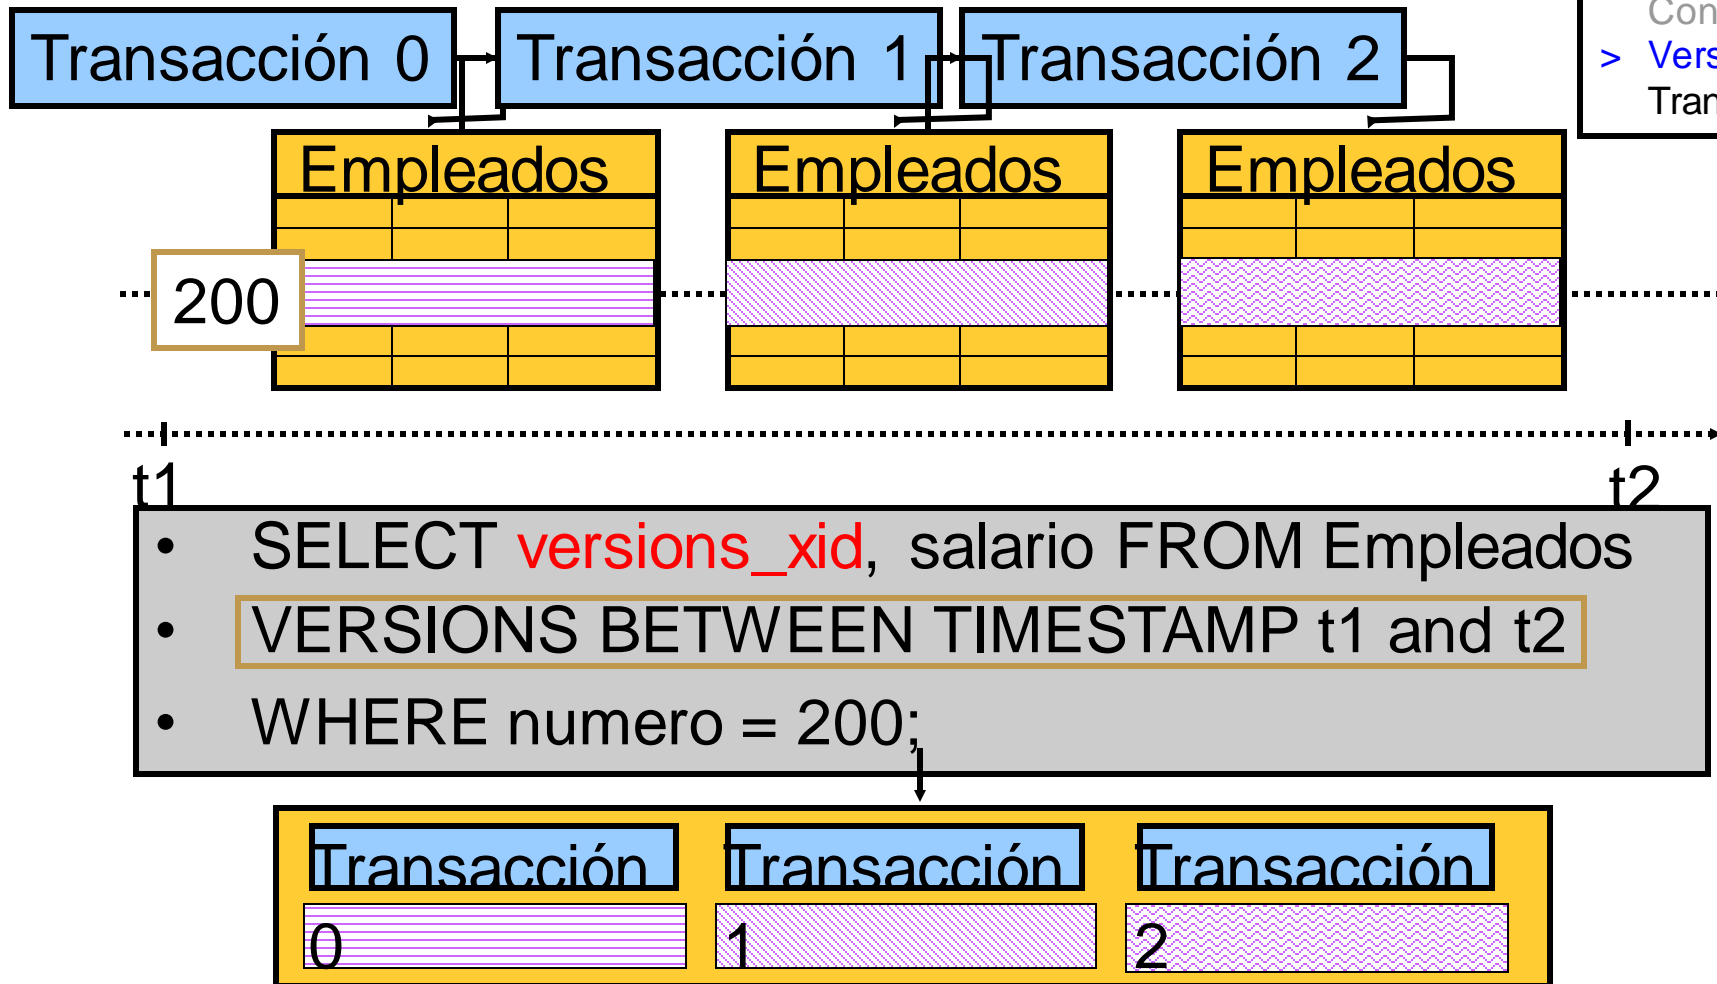 Transacción 0 Transacción 1 Transacción 2
>
Empleados Empleados Empleados
200
t1 t2
• SELECT versions_xid, salario FROM Empleados
• VERSIONS BETWEEN TIMESTAMP t1 and t2
• WHERE numero = 200;
Transacción Transacción Transacción
0 1 2